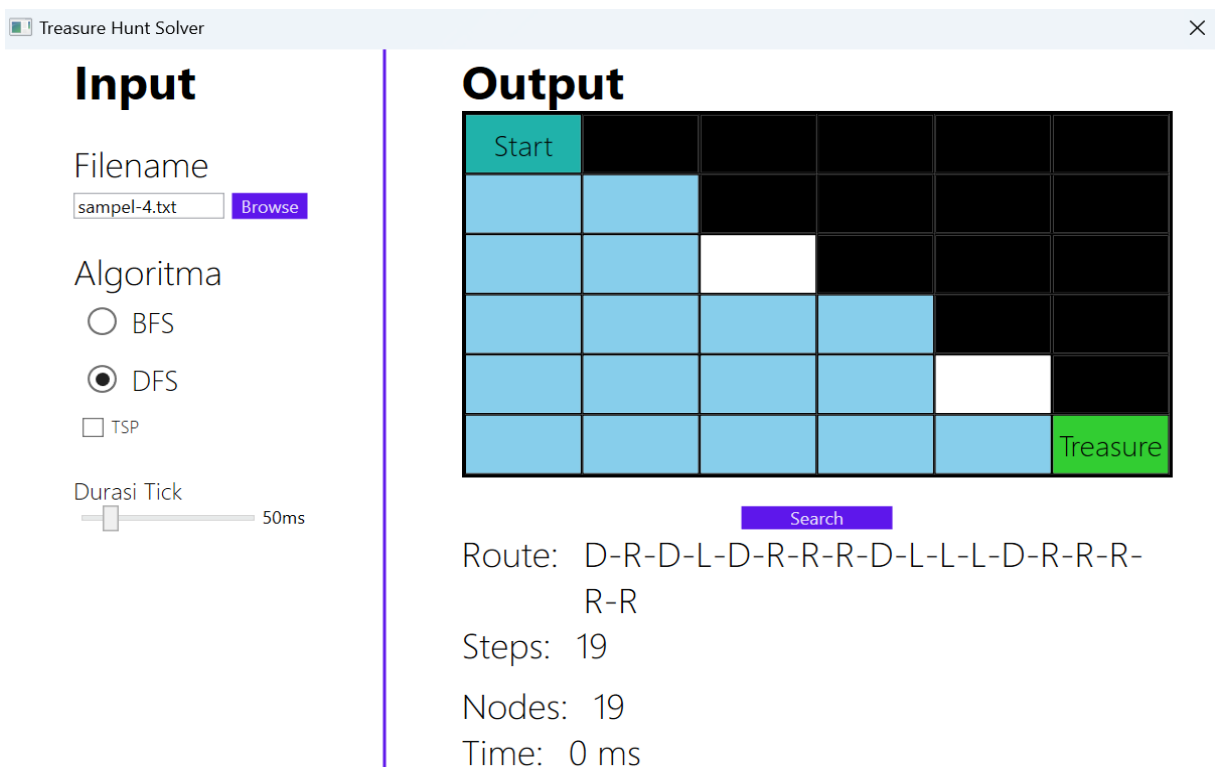 Treasure Hunt Solver
Input
Filename
sampel-4.txt
Browse
Algoritma
BFS
DFS
TSP
Durasi Tick
50ms
Output
Start
Treasure
Search
Route: D-R-D-L-D-R-R-R-D-L-L-L-D-R-R-R-
R-R
Steps: 19
Nodes: 19
Time: 0 ms